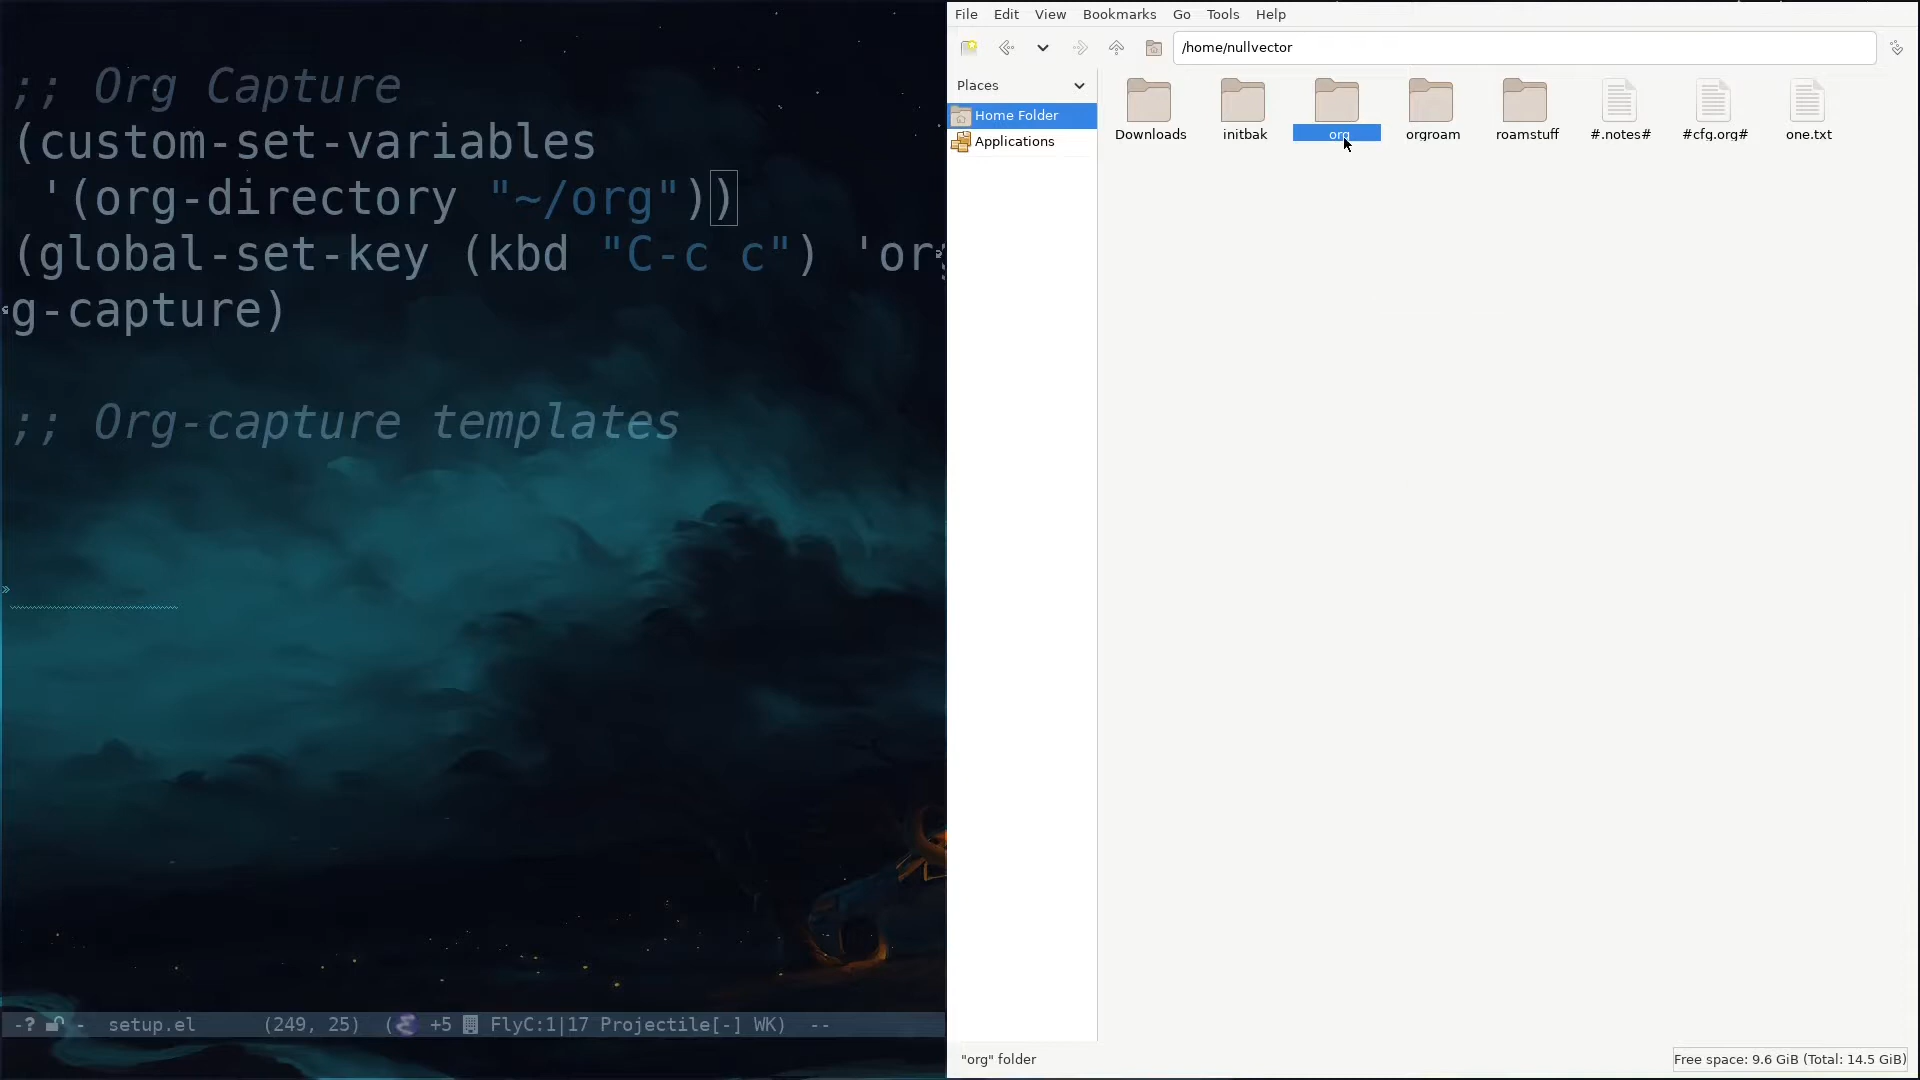 ;; Org Capture
(custom-set-variables
'(org-directory "~/org"))
(global-set-key (kbd "C-c c") 'org
g-capture)
;; Org-capture templates
-? - setup.el (249, 25) ( +5 FlyC:1|17 Projectile[-] WK) --
File Edit View Bookmarks Go Tools Help
/home/nullvector
Places
Home Folder
Applications
Downloads initbak org orgroam roamstuff #.notes# #cfg.org# one.txt
"org" folder
Free space: 9.6 GiB (Total: 14.5 GiB)